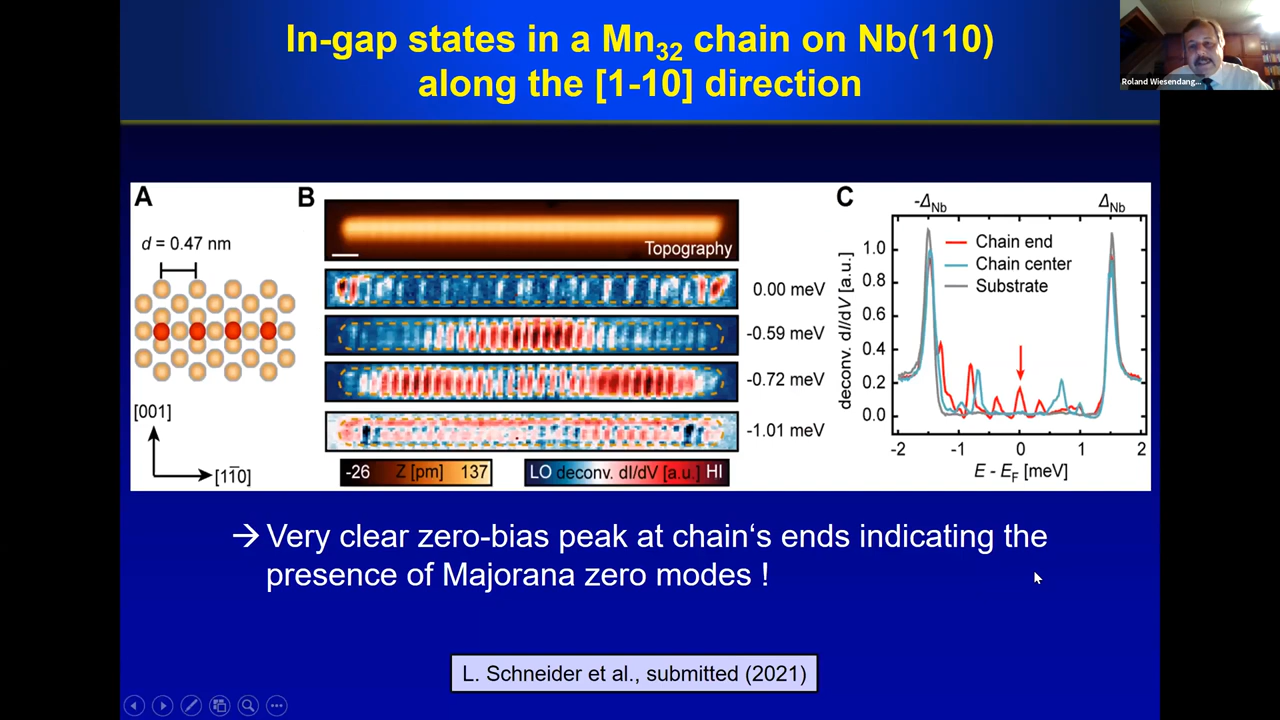 In-gap states in a Mn32 chain on Nb(110)
along the [1-10] direction
Roland Wiesendang...
A
d = 0.47 nm
[001]
[11̅0]
B
Topography
0.00 meV
-0.59 meV
-0.72 meV
-1.01 meV
-26 Z [pm] 137
LO deconv. dI/dV [a.u.] HI
C
-ΔNb
ΔNb
deconv. dI/dV [a.u.]
1.0
0.8
0.6
0.4
0.2
0.0
Chain end
Chain center
Substrate
-2 -1 0 1 2
E - EF [meV]
→ Very clear zero-bias peak at chain‘s ends indicating the
presence of Majorana zero modes !
L. Schneider et al., submitted (2021)